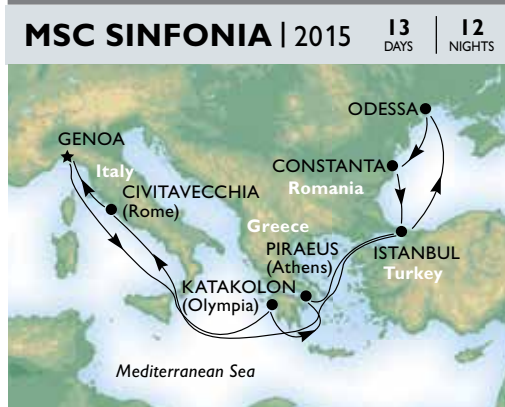 MSC SINFONIA | 2015
13
DAYS
12
NIGHTS
ODESSA
GENOA
Italy
CONSTANTA
Romania
CIVITAVECCHIA
(Rome)
Greece
PIRAEUS
(Athens)
ISTANBUL
Turkey
KATAKOLON
(Olympia)
Mediterranean Sea